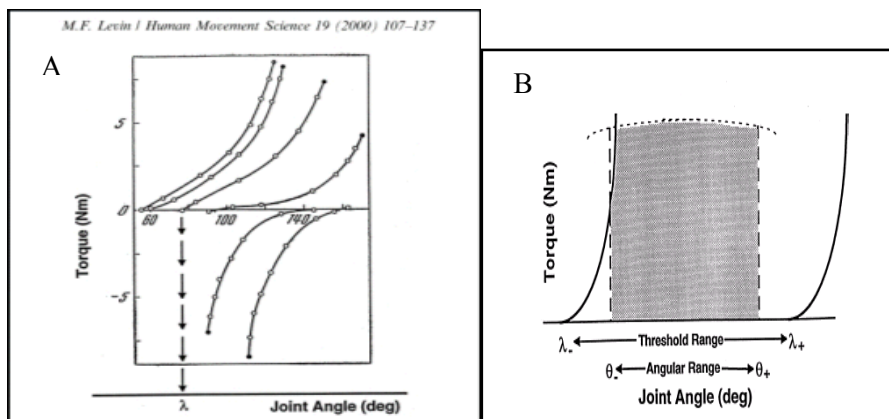 M.F. Levin / Human Movement Science 19 (2000) 107–137
A
5
0
-5
60
100
140
Torque (Nm)
λ
Joint Angle (deg)
B
Torque (Nm)
λ- Threshold Range λ+
θ- Angular Range θ+
Joint Angle (deg)